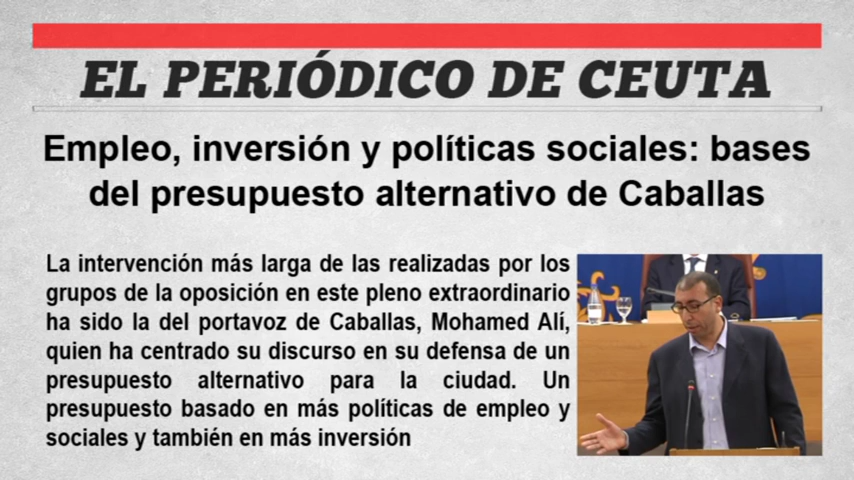 EL PERIÓDICO DE CEUTA
Empleo, inversión y políticas sociales: bases
del presupuesto alternativo de Caballas
La intervención más larga de las realizadas por los
grupos de la oposición en este pleno extraordinario
ha sido la del portavoz de Caballas, Mohamed Alí,
quien ha centrado su discurso en su defensa de un
presupuesto alternativo para la ciudad. Un
presupuesto basado en más políticas de empleo y
sociales y también en más inversión